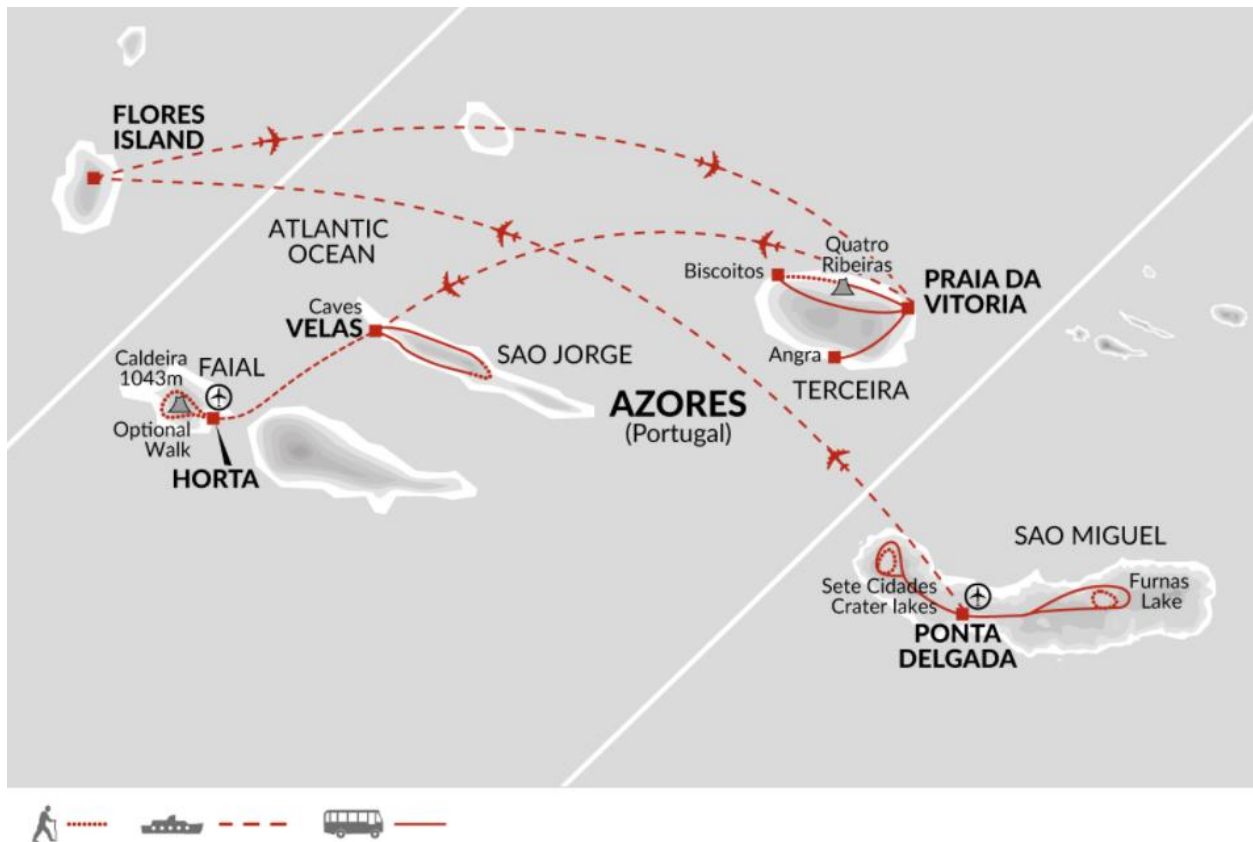 FLORES
ISLAND
ATLANTIC
OCEAN
Quatro
Ribeiras
Biscoitos
PRAIA DA
VITORIA
Angra
TERCEIRA
Caves
VELAS
SAO JORGE
Caldeira
1043m
FAIAL
Optional
Walk
HORTA
AZORES
(Portugal)
SAO MIGUEL
Sete Cidades
Crater lakes
Furnas
Lake
PONTA
DELGADA